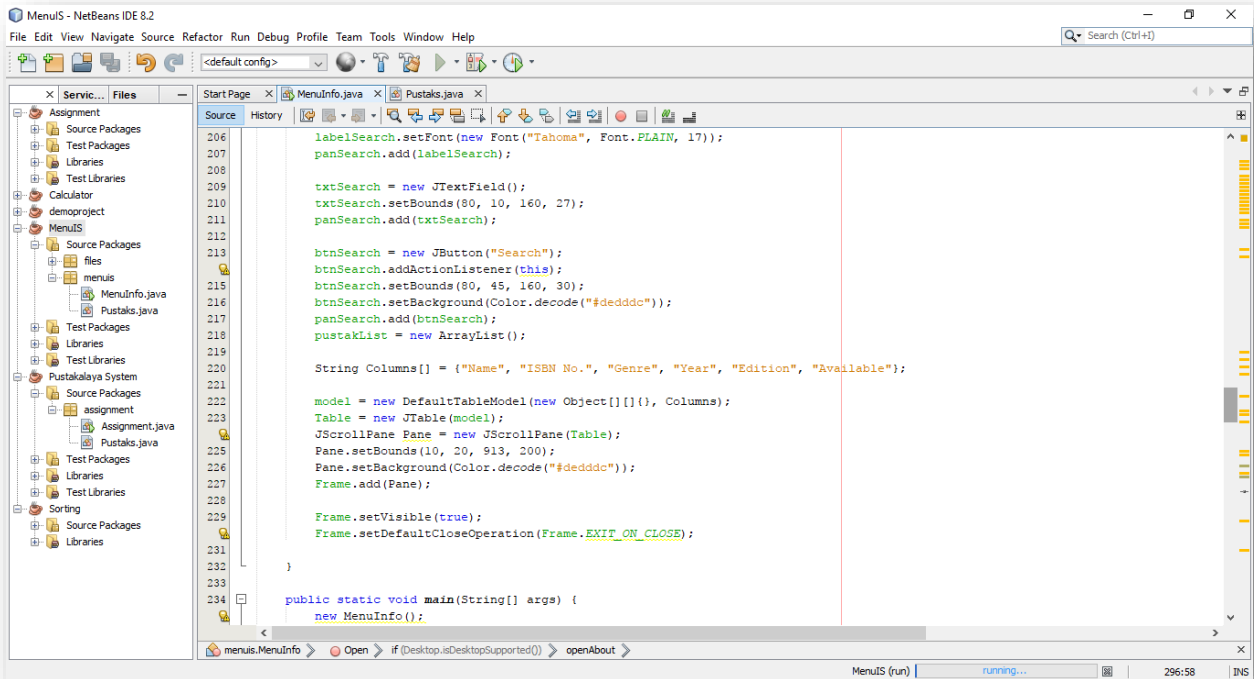 MenuIS - NetBeans IDE 8.2
File Edit View Navigate Source Refactor Run Debug Profile Team Tools Window Help
Search (Ctrl+I)
<default config>
Servic... Files
Start Page MenuInfo.java Pustaks.java
Source History
Assignment
Source Packages
Test Packages
Libraries
Test Libraries
Calculator
demoproject
MenuIS
Source Packages
files
menuis
MenuInfo.java
Pustaks.java
Test Packages
Libraries
Test Libraries
Pustakalaya System
Source Packages
assignment
Assignment.java
Pustaks.java
Test Packages
Libraries
Test Libraries
Sorting
Source Packages
Libraries
206 labelSearch.setFont(new Font("Tahoma", Font.PLAIN, 17));
207 panSearch.add(labelSearch);
208
209 txtSearch = new JTextField();
210 txtSearch.setBounds(80, 10, 160, 27);
211 panSearch.add(txtSearch);
212
213 btnSearch = new JButton("Search");
btnSearch.addActionListener(this);
215 btnSearch.setBounds(80, 45, 160, 30);
216 btnSearch.setBackground(Color.decode("#dedddc"));
217 panSearch.add(btnSearch);
218 pustakList = new ArrayList();
219
220 String Columns[] = {"Name", "ISBN No.", "Genre", "Year", "Edition", "Available"};
221
222 model = new DefaultTableModel(new Object[][]{}, Columns);
223 Table = new JTable(model);
JScrollPane Pane = new JScrollPane(Table);
225 Pane.setBounds(10, 20, 913, 200);
226 Pane.setBackground(Color.decode("#dedddc"));
227 Frame.add(Pane);
228
229 Frame.setVisible(true);
Frame.setDefaultCloseOperation(Frame.EXIT_ON_CLOSE);
231
232 }
233
234 public static void main(String[] args) {
new MenuInfo();
menuis.MenuInfo Open if (Desktop.isDesktopSupported()) openAbout
MenuIS (run) running... 296:58 INS